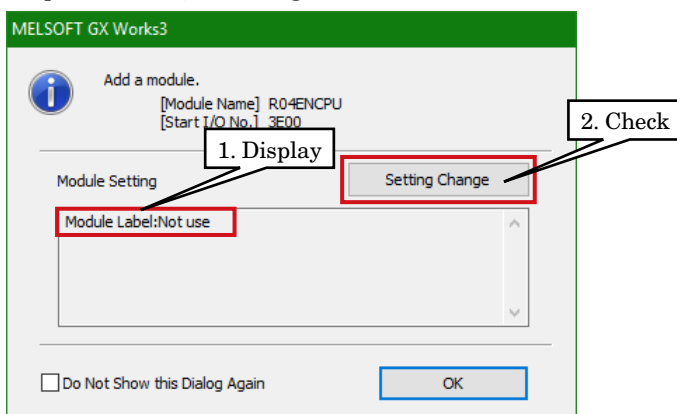 MELSOFT GX Works3
Add a module.
[Module Name] R04ENCPU
[Start I/O No.] 3E00
1. Display
2. Check
Module Setting
Setting Change
Module Label:Not use
Do Not Show this Dialog Again
OK